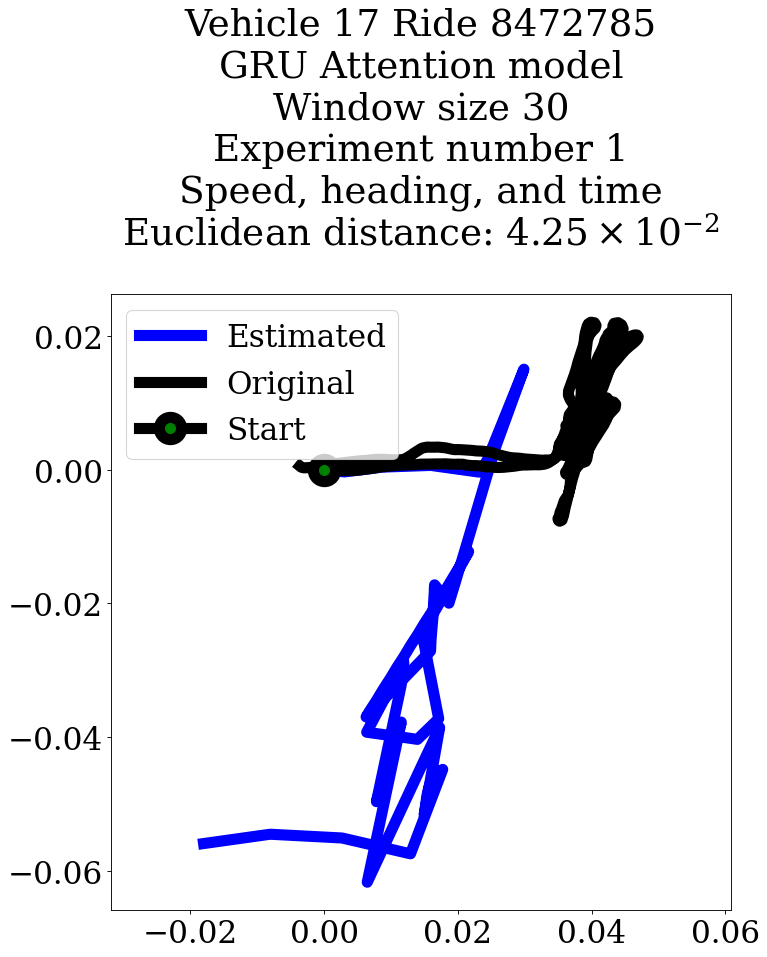 Vehicle 17 Ride 8472785
GRU Attention model
Window size 30
Experiment number 1
Speed, heading, and time
Euclidean distance: 4.25 × 10⁻²
Estimated
Original
Start
0.02
0.00
−0.02
−0.04
−0.06
−0.02 0.00 0.02 0.04 0.06